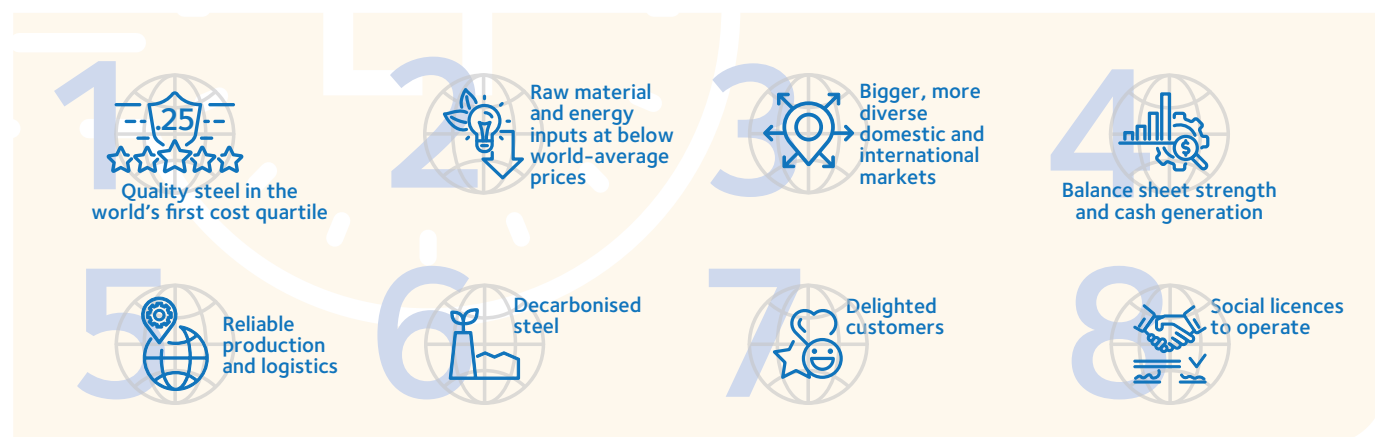 1
.25
Quality steel in the
world's first cost quartile
2
Raw material
and energy
inputs at below
world-average
prices
3
Bigger, more
diverse
domestic and
international
markets
4
$
Balance sheet strength
and cash generation
5
Reliable
production
and logistics
6
Decarbonised
steel
7
Delighted
customers
8
Social licences
to operate